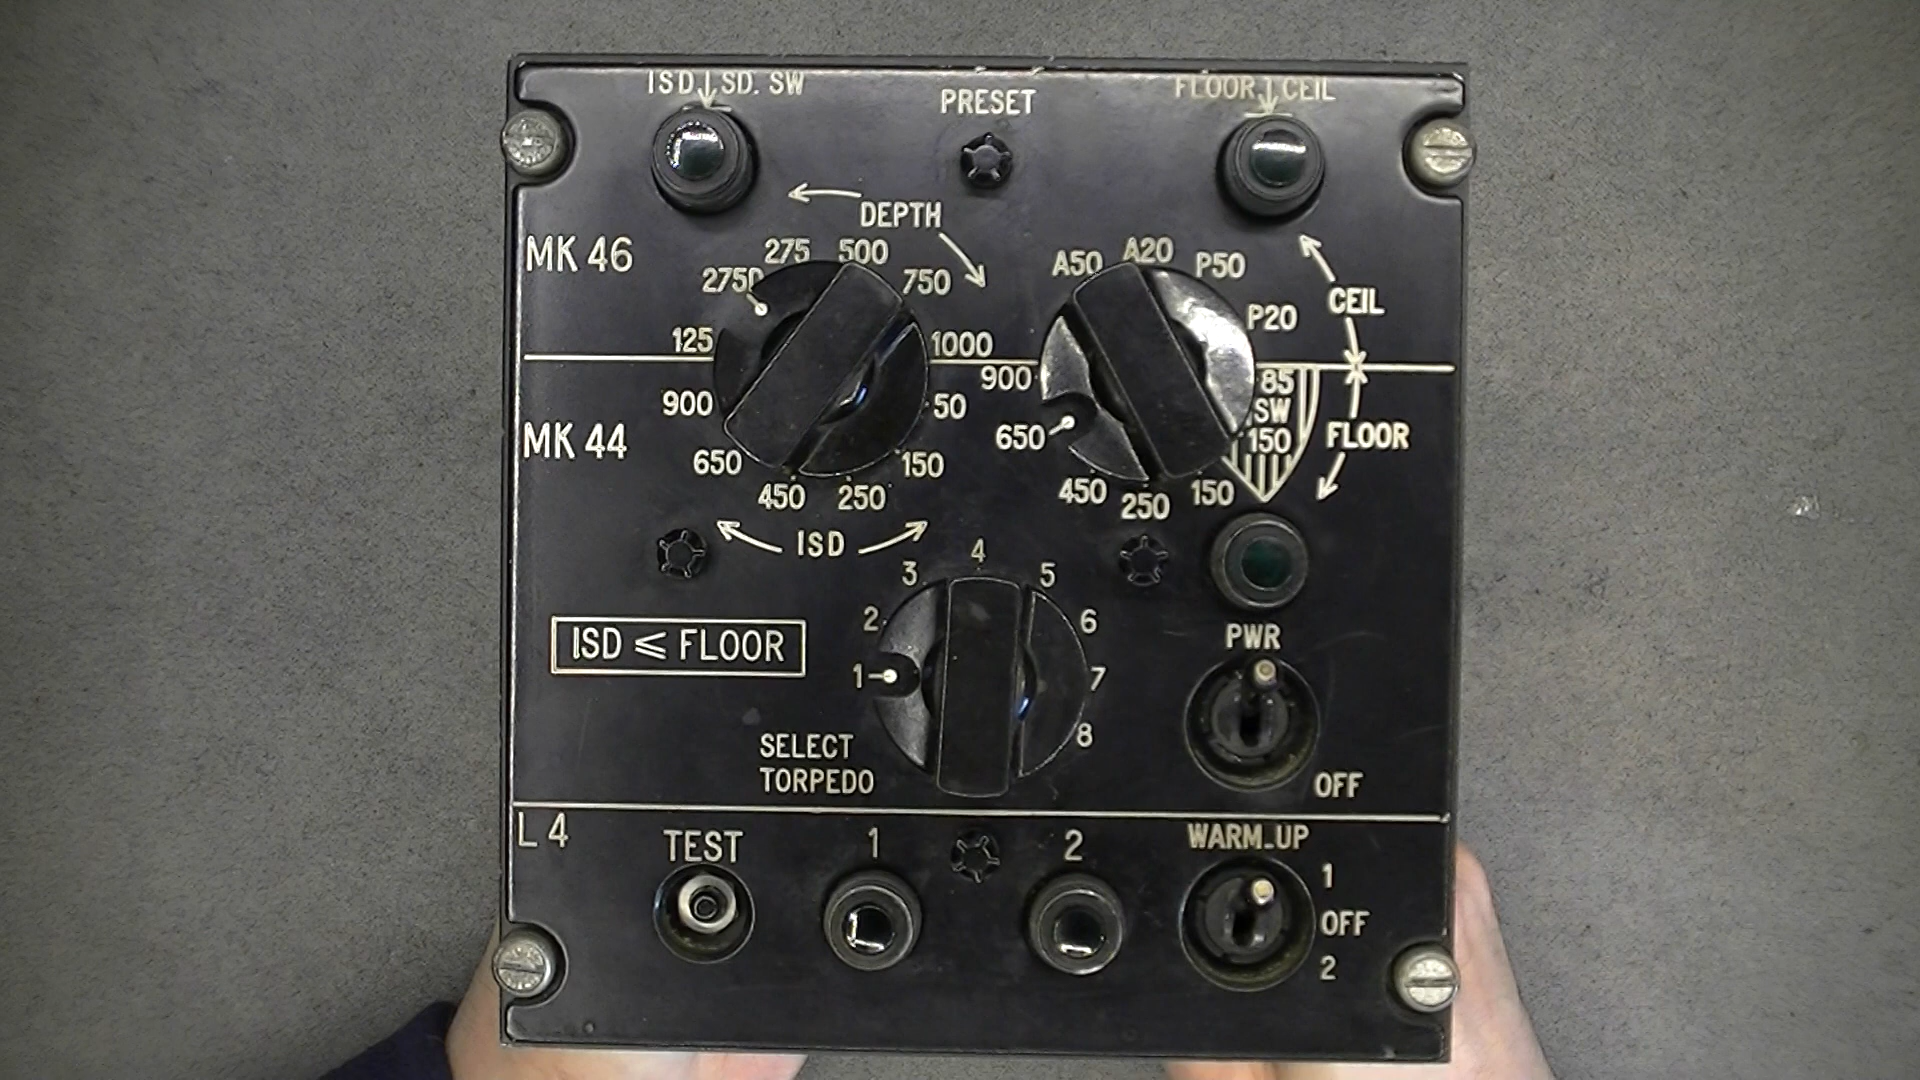 ISD. SD. SW
PRESET
FLOOR. CEIL
DEPTH
MK 46
275 500
275D 750
125 1000
A50 A20 P50
P20
CEIL
MK 44
900 50
650 150
450 250
ISD
900
650
450 250 150
85
SW
150
FLOOR
ISD ≤ FLOOR
1 2 3 4 5 6 7 8
SELECT
TORPEDO
PWR
OFF
L 4
TEST 1 2
WARM-UP
1
OFF
2